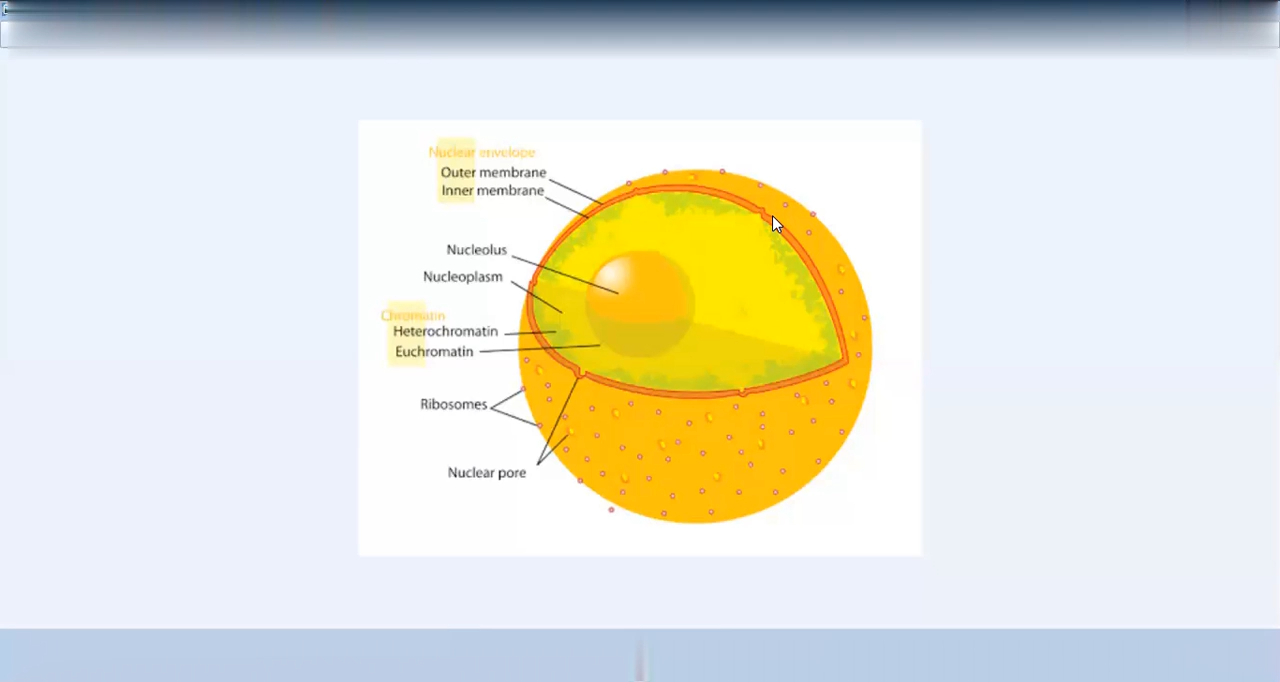 Nuclear envelope
Outer membrane
Inner membrane
Nucleolus
Nucleoplasm
Chromatin
Heterochromatin
Euchromatin
Ribosomes
Nuclear pore